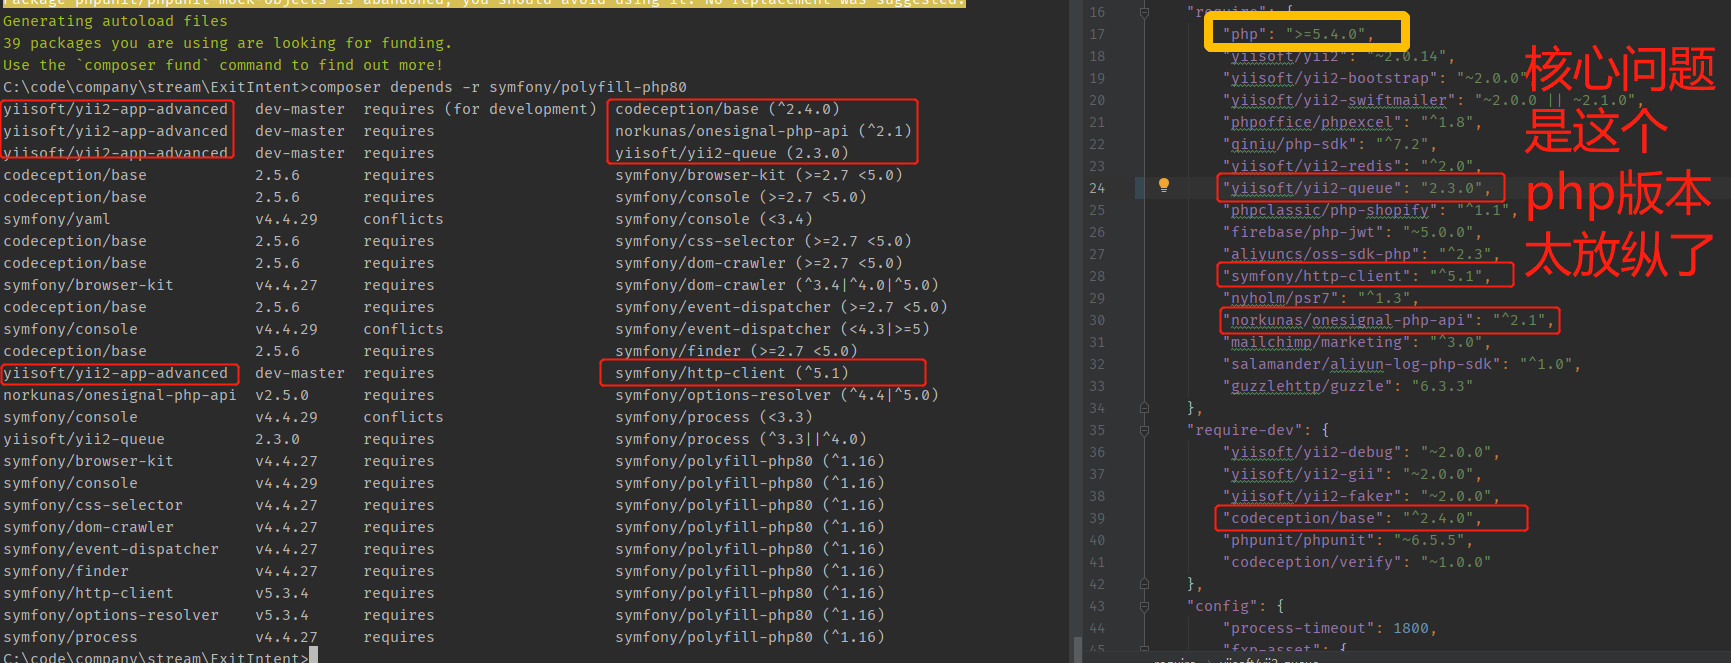 Package phpunit/phpunit-mock-objects is abandoned, you should avoid using it. No replacement was suggested.
Generating autoload files
39 packages you are using are looking for funding.
Use the `composer fund` command to find out more!
C:\code\company\stream\ExitIntent>composer depends -r symfony/polyfill-php80
yiisoft/yii2-app-advanced dev-master requires (for development) codeception/base (^2.4.0)
yiisoft/yii2-app-advanced dev-master requires norkunas/onesignal-php-api (^2.1)
yiisoft/yii2-app-advanced dev-master requires yiisoft/yii2-queue (2.3.0)
codeception/base 2.5.6 requires symfony/browser-kit (>=2.7 <5.0)
codeception/base 2.5.6 requires symfony/console (>=2.7 <5.0)
symfony/yaml v4.4.29 conflicts symfony/console (<3.4)
codeception/base 2.5.6 requires symfony/css-selector (>=2.7 <5.0)
codeception/base 2.5.6 requires symfony/dom-crawler (>=2.7 <5.0)
symfony/browser-kit v4.4.27 requires symfony/dom-crawler (^3.4|^4.0|^5.0)
codeception/base 2.5.6 requires symfony/event-dispatcher (>=2.7 <5.0)
symfony/console v4.4.29 conflicts symfony/event-dispatcher (<4.3|>=5)
codeception/base 2.5.6 requires symfony/finder (>=2.7 <5.0)
yiisoft/yii2-app-advanced dev-master requires symfony/http-client (^5.1)
norkunas/onesignal-php-api v2.5.0 requires symfony/options-resolver (^4.4|^5.0)
symfony/console v4.4.29 conflicts symfony/process (<3.3)
yiisoft/yii2-queue 2.3.0 requires symfony/process (^3.3||^4.0)
symfony/browser-kit v4.4.27 requires symfony/polyfill-php80 (^1.16)
symfony/console v4.4.29 requires symfony/polyfill-php80 (^1.16)
symfony/css-selector v4.4.27 requires symfony/polyfill-php80 (^1.16)
symfony/dom-crawler v4.4.27 requires symfony/polyfill-php80 (^1.16)
symfony/event-dispatcher v4.4.27 requires symfony/polyfill-php80 (^1.16)
symfony/finder v4.4.27 requires symfony/polyfill-php80 (^1.16)
symfony/http-client v5.3.4 requires symfony/polyfill-php80 (^1.16)
symfony/options-resolver v5.3.4 requires symfony/polyfill-php80 (^1.16)
symfony/process v4.4.27 requires symfony/polyfill-php80 (^1.16)
C:\code\company\stream\ExitIntent>
16 "require": {
17 "php": ">=5.4.0",
18 "yiisoft/yii2": "~2.0.14",
19 "yiisoft/yii2-bootstrap": "~2.0.0"
20 "yiisoft/yii2-swiftmailer": "~2.0.0 || ~2.1.0",
21 "phpoffice/phpexcel": "^1.8",
22 "qiniu/php-sdk": "^7.2",
23 "yiisoft/yii2-redis": "^2.0",
24 "yiisoft/yii2-queue": "2.3.0",
25 "phpclassic/php-shopify": "^1.1",
26 "firebase/php-jwt": "~5.0.0",
27 "aliyuncs/oss-sdk-php": "^2.3",
28 "symfony/http-client": "^5.1",
29 "nyholm/psr7": "^1.3",
30 "norkunas/onesignal-php-api": "^2.1",
31 "mailchimp/marketing": "^3.0",
32 "salamander/aliyun-log-php-sdk": "^1.0",
33 "guzzlehttp/guzzle": "6.3.3"
34 },
35 "require-dev": {
36 "yiisoft/yii2-debug": "~2.0.0",
37 "yiisoft/yii2-gii": "~2.0.0",
38 "yiisoft/yii2-faker": "~2.0.0",
39 "codeception/base": "^2.4.0",
40 "phpunit/phpunit": "~6.5.5",
41 "codeception/verify": "~1.0.0"
42 },
43 "config": {
44 "process-timeout": 1800,
45 "fxp-asset": {
require > yiisoft/yii2-queue
核心问题
是这个
php版本
太放纵了